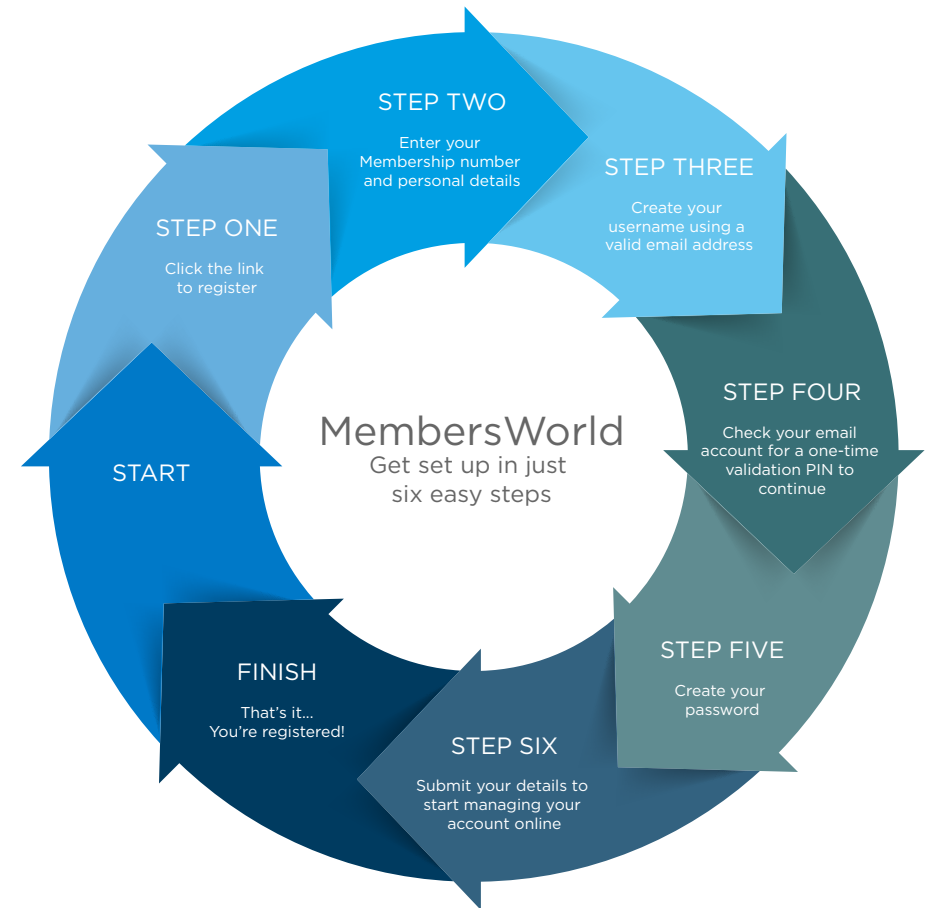 MembersWorld
Get set up in just
six easy steps
START
STEP ONE
Click the link
to register
STEP TWO
Enter your
Membership number
and personal details
STEP THREE
Create your
username using a
valid email address
STEP FOUR
Check your email
account for a one-time
validation PIN to
continue
STEP FIVE
Create your
password
STEP SIX
Submit your details to
start managing your
account online
FINISH
That’s it...
You’re registered!